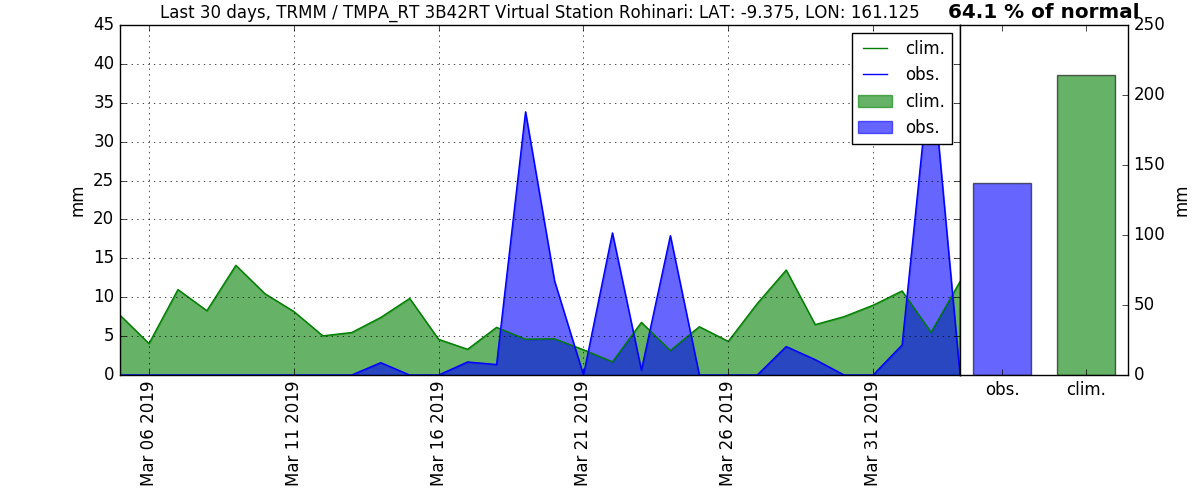 Last 30 days, TRMM / TMPA_RT 3B42RT Virtual Station Rohinari: LAT: -9.375, LON: 161.125
64.1 % of normal
45
40
35
30
25
20
15
10
5
0
mm
clim.
obs.
clim.
obs.
Mar 06 2019
Mar 11 2019
Mar 16 2019
Mar 21 2019
Mar 26 2019
Mar 31 2019
250
200
150
100
50
0
mm
obs.
clim.